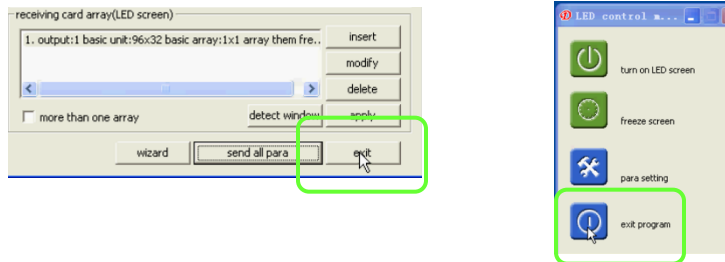 receiving card array(LED screen)
1. output:1 basic unit:96x32 basic array:1x1 array them fre..
insert
modify
delete
more than one array
detect window
apply
wizard
send all para
exit
LED control m...
turn on LED screen
freeze screen
para setting
exit program